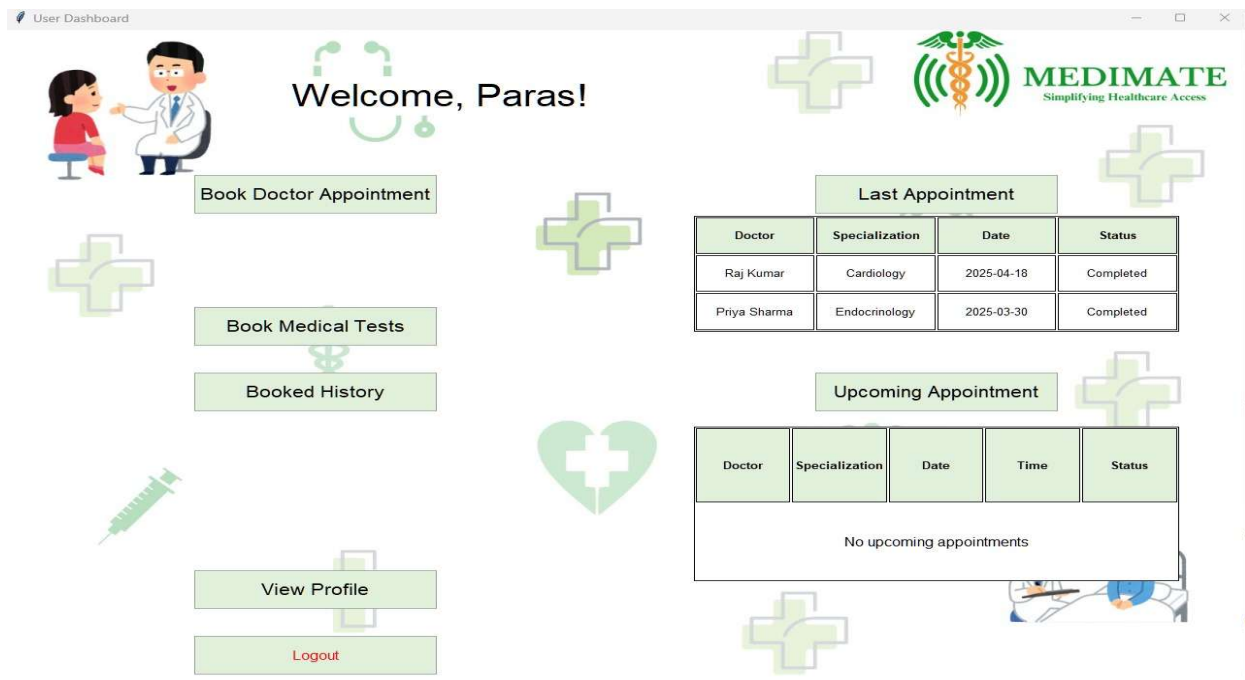 User Dashboard
Welcome, Paras!
MEDIMATE
Simplifying Healthcare Access
Book Doctor Appointment
Book Medical Tests
Booked History
View Profile
Logout
Last Appointment
Doctor Specialization Date Status
Raj Kumar Cardiology 2025-04-18 Completed
Priya Sharma Endocrinology 2025-03-30 Completed
Upcoming Appointment
Doctor Specialization Date Time Status
No upcoming appointments